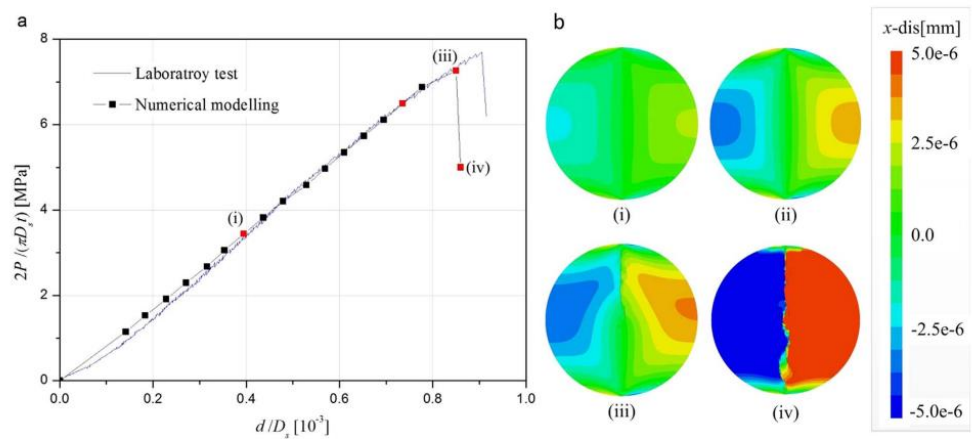 a
8
6
4
2
0
2P/(πDₛt) [MPa]
Laboratroy test
Numerical modelling
(i)
(iii)
(iv)
0.0
0.2
0.4
0.6
0.8
1.0
d/Dₛ [10⁻³]
b
(i)
(ii)
(iii)
(iv)
x-dis[mm]
5.0e-6
2.5e-6
0.0
-2.5e-6
-5.0e-6